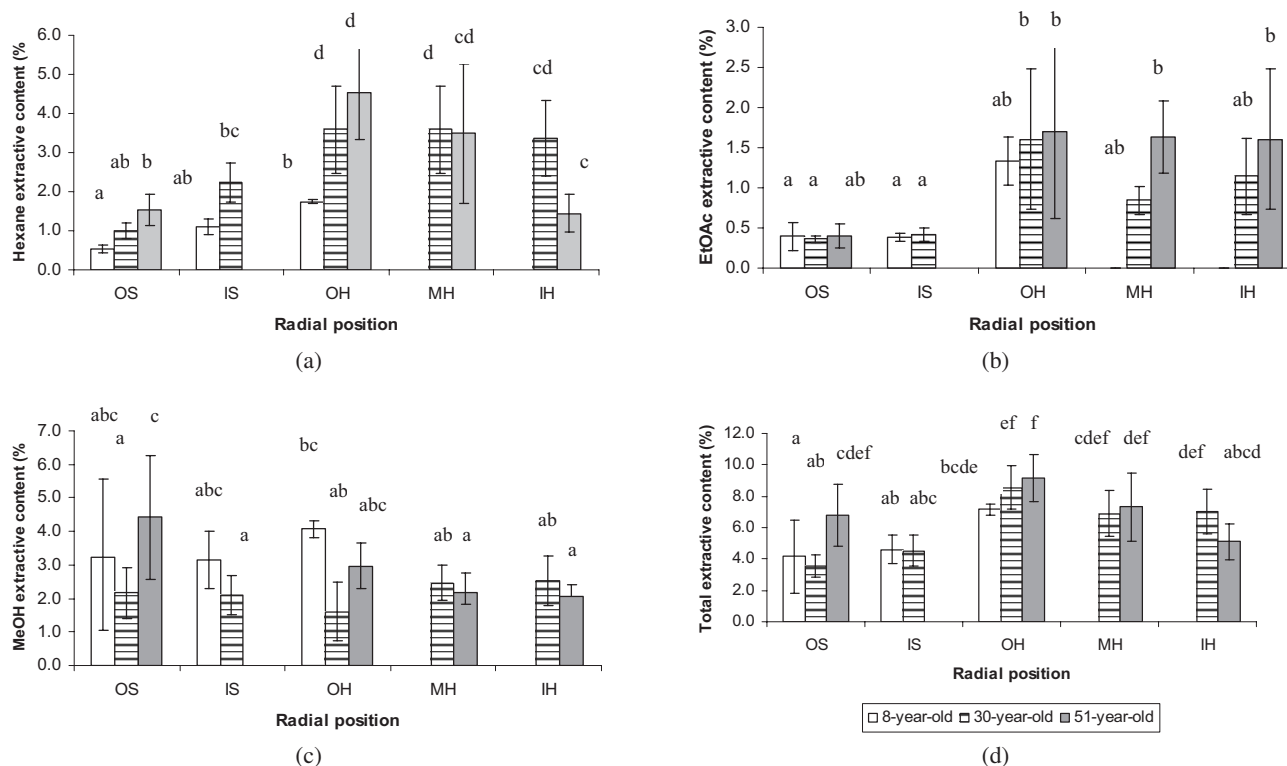 Hexane extractive content (%
6.0
5.0
4.0
3.0
2.0
1.0
0.0
a ab b
ab bc
b d d
d cd
cd c
OS IS OH MH IH
Radial position
(a)
EtOAc extractive content (%)
3.0
2.5
2.0
1.5
1.0
0.5
0.0
a a ab
a a
ab b b
ab b
ab b
OS IS OH MH IH
Radial position
(b)
MeOH extractive content (%
7.0
6.0
5.0
4.0
3.0
2.0
1.0
0.0
abc a c
abc a
bc ab abc
ab a
ab a
OS IS OH MH IH
Radial position
(c)
Total extractive content (%)
12.0
10.0
8.0
6.0
4.0
2.0
0.0
a ab cdef
ab abc
bcde ef f
cdef def
def abcd
OS IS OH MH IH
Radial position
8-year-old 30-year-old 51-year-old
(d)